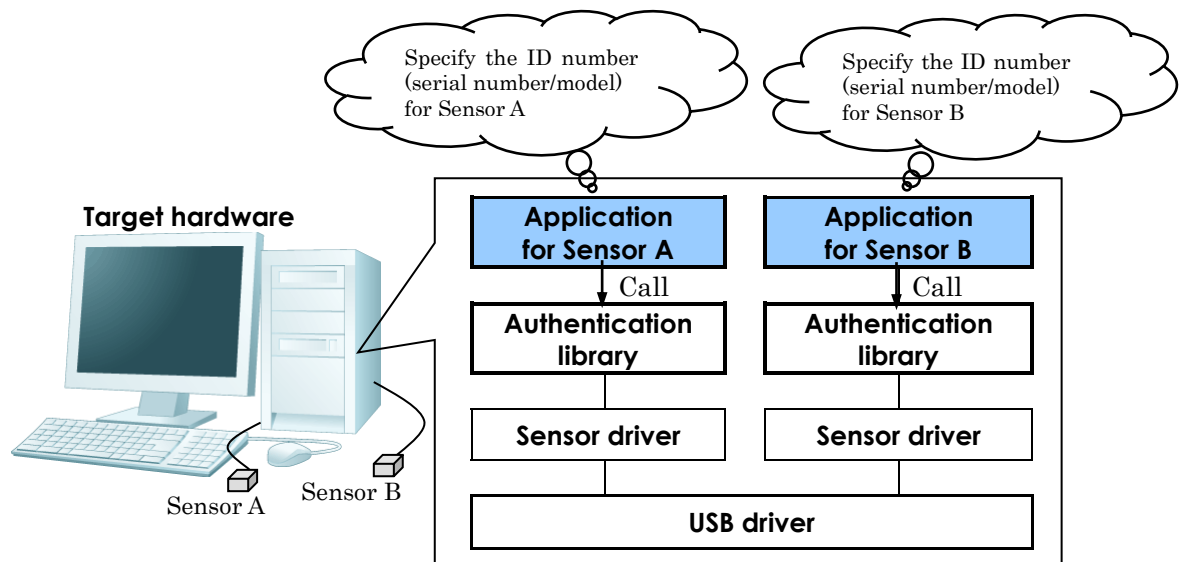 Specify the ID number
(serial number/model)
for Sensor A
Specify the ID number
(serial number/model)
for Sensor B
Target hardware
Application
for Sensor A
Application
for Sensor B
Call
Call
Authentication
library
Authentication
library
Sensor driver
Sensor driver
Sensor A
Sensor B
USB driver